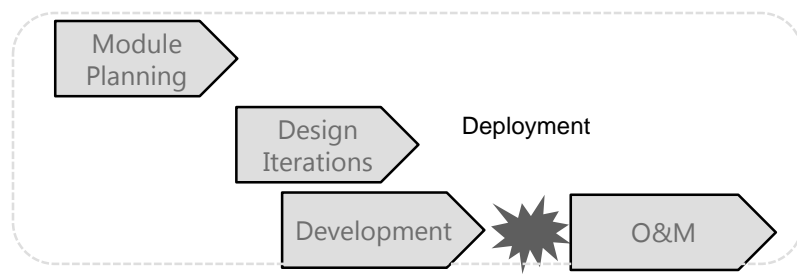 Module
Planning
Design
Iterations
Deployment
Development
O&M